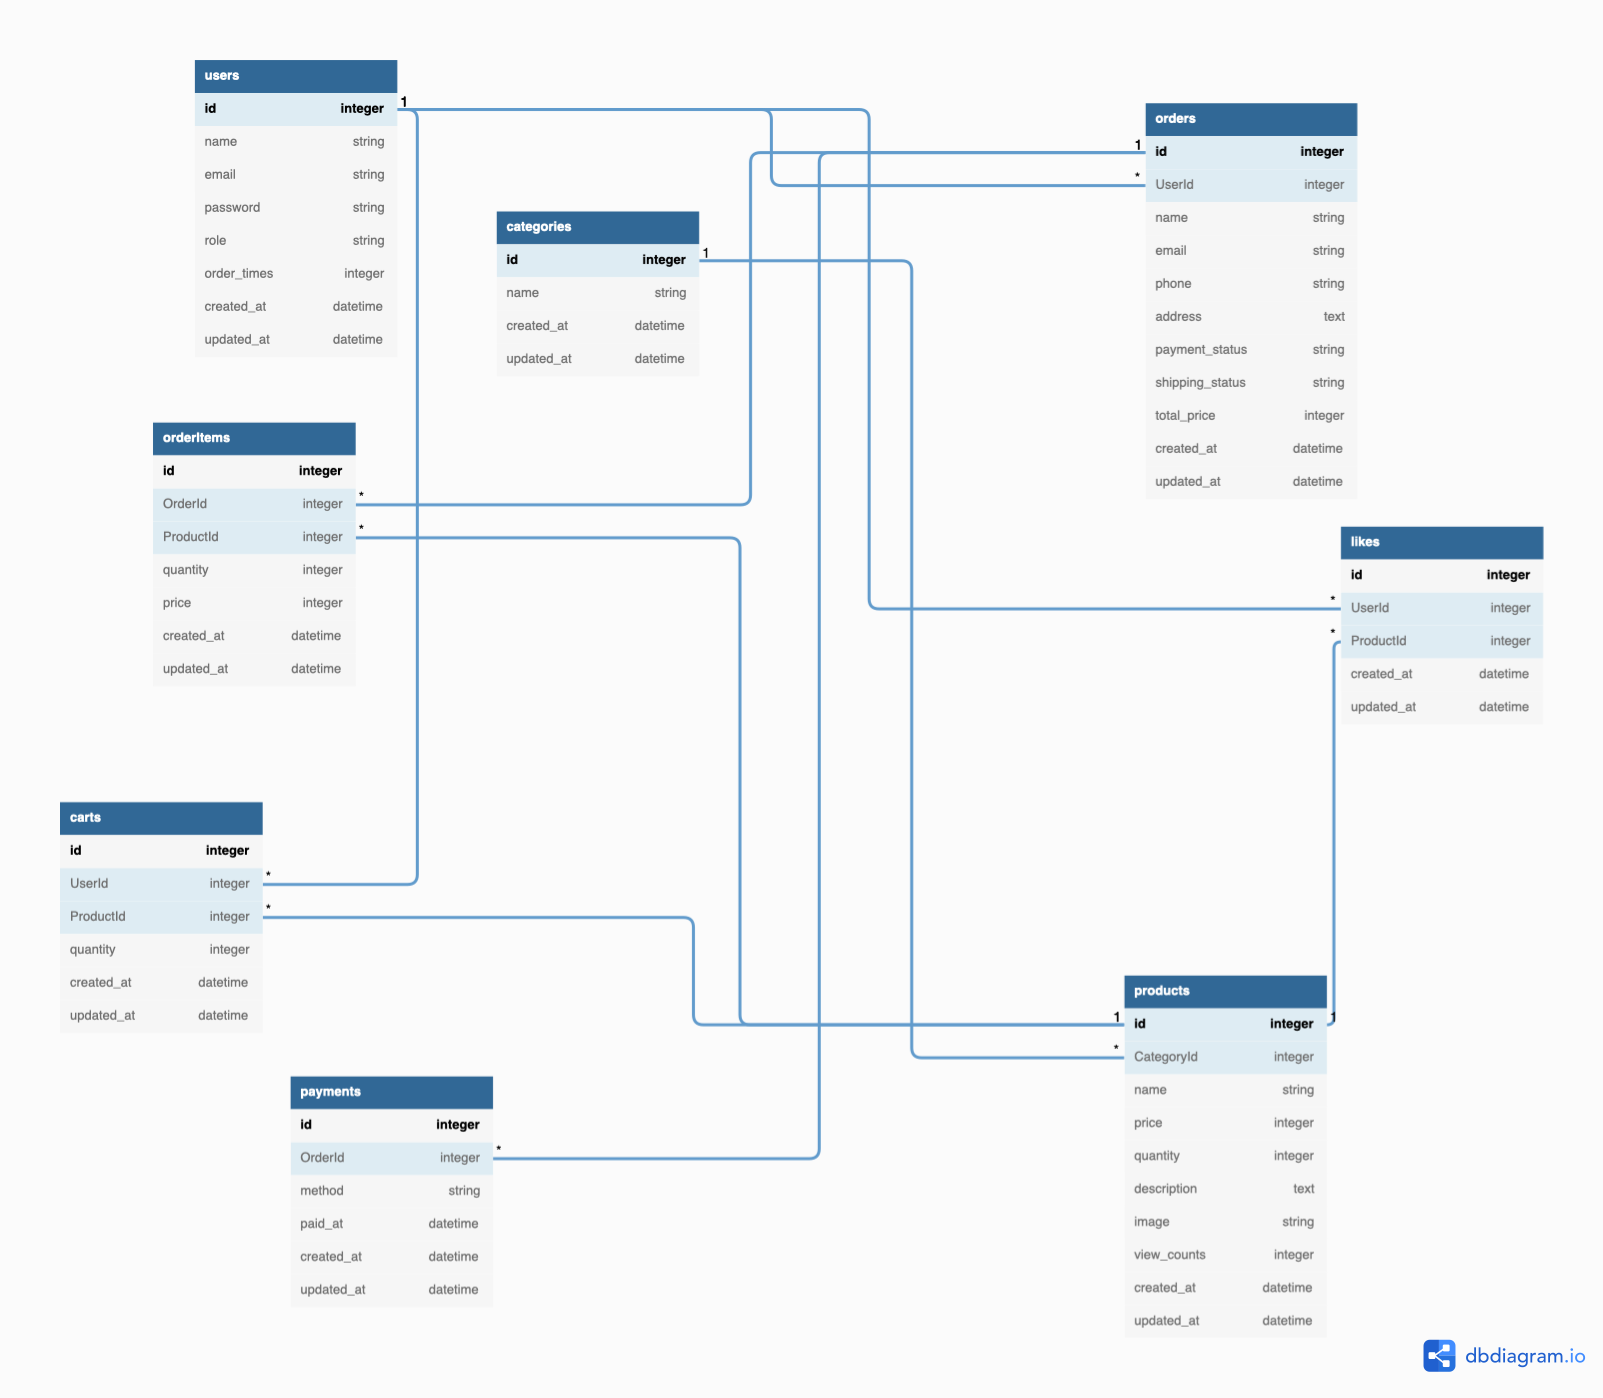 users
id integer 1
name string
email string
password string
role string
order_times integer
created_at datetime
updated_at datetime
orders
1 id integer
* UserId integer
name string
email string
phone string
address text
payment_status string
shipping_status string
total_price integer
created_at datetime
updated_at datetime
categories
id integer 1
name string
created_at datetime
updated_at datetime
orderItems
id integer
OrderId integer *
ProductId integer *
quantity integer
price integer
created_at datetime
updated_at datetime
likes
id integer
* UserId integer
* ProductId integer
created_at datetime
updated_at datetime
carts
id integer
UserId integer *
ProductId integer *
quantity integer
created_at datetime
updated_at datetime
products
1 id integer 1
* CategoryId integer
name string
price integer
quantity integer
description text
image string
view_counts integer
created_at datetime
updated_at datetime
payments
id integer
OrderId integer *
method string
paid_at datetime
created_at datetime
updated_at datetime
dbdiagram.io